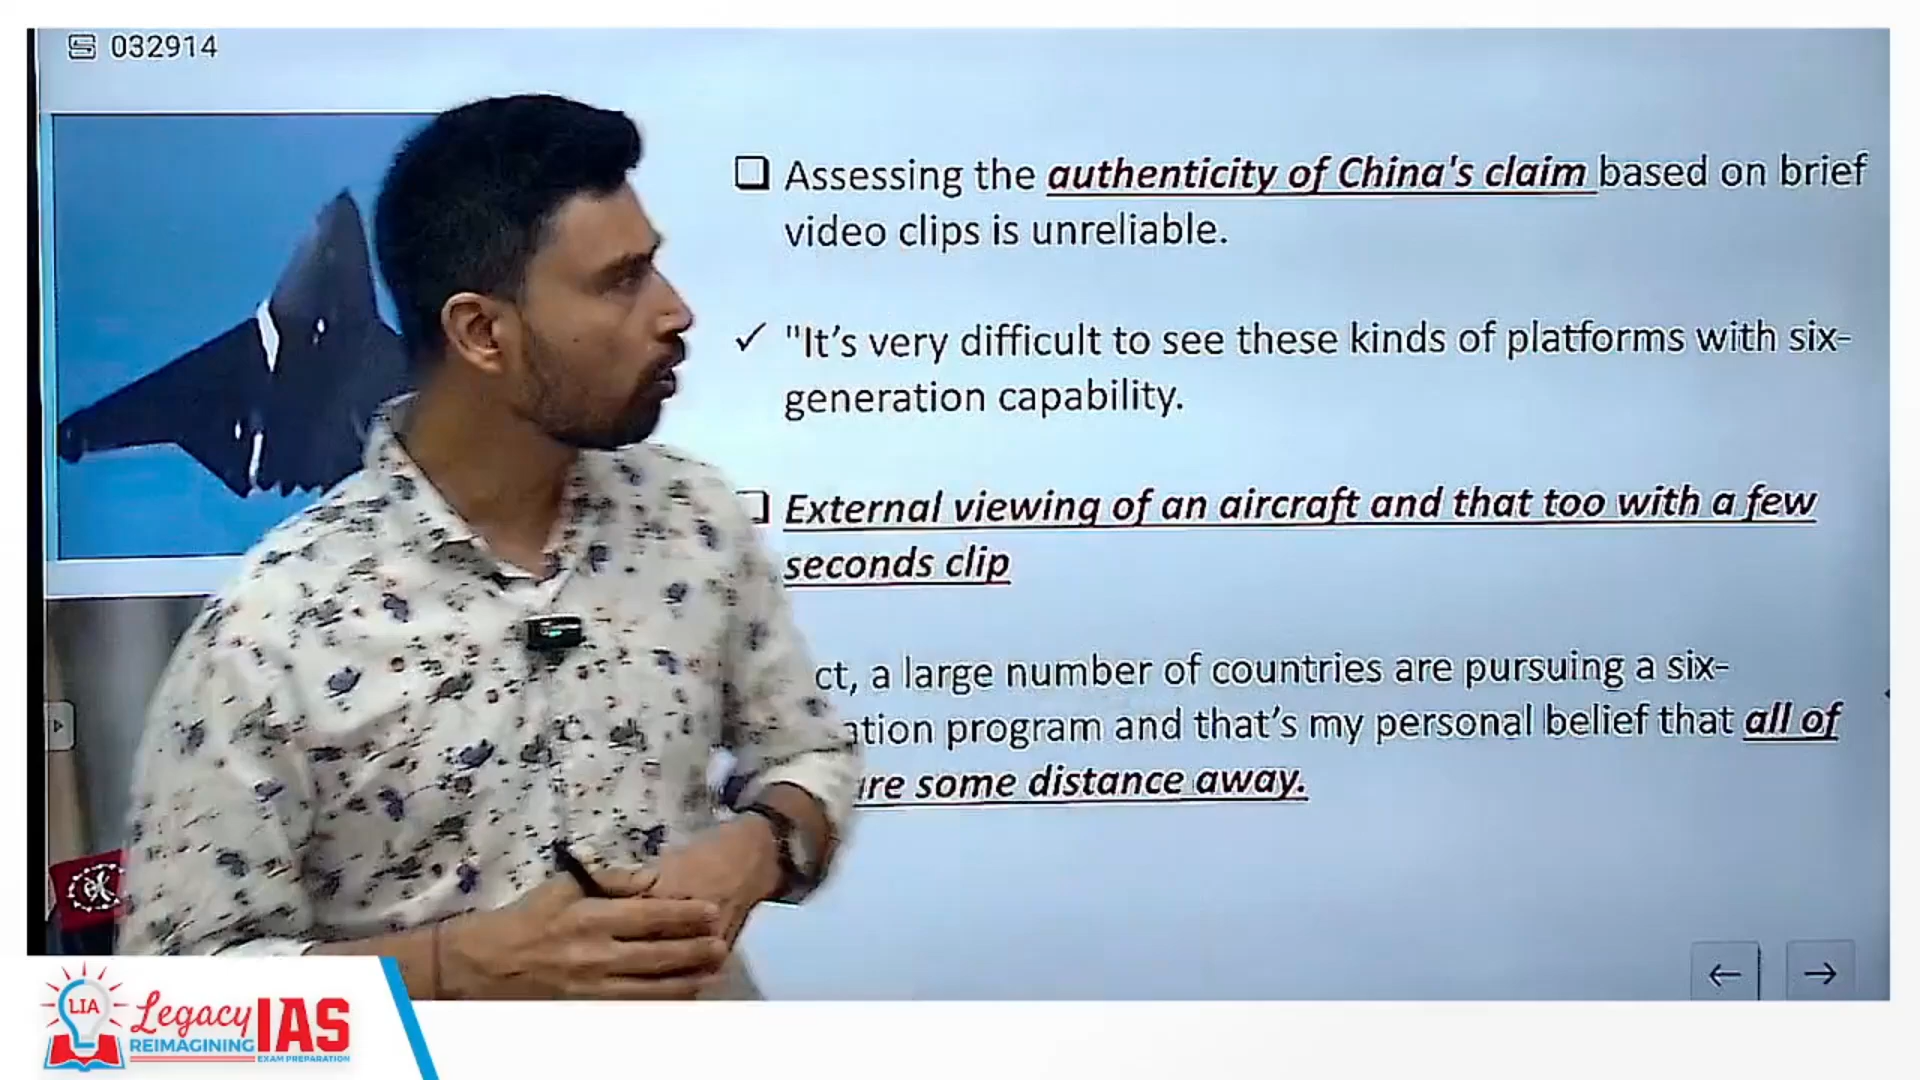 032914
Assessing the authenticity of China's claim based on brief
video clips is unreliable.
"It’s very difficult to see these kinds of platforms with six-
generation capability.
External viewing of an aircraft and that too with a few
seconds clip
ct, a large number of countries are pursuing a six-
ation program and that’s my personal belief that all of
are some distance away.
LIA
Legacy IAS
REIMAGINING
EXAM PREPARATION